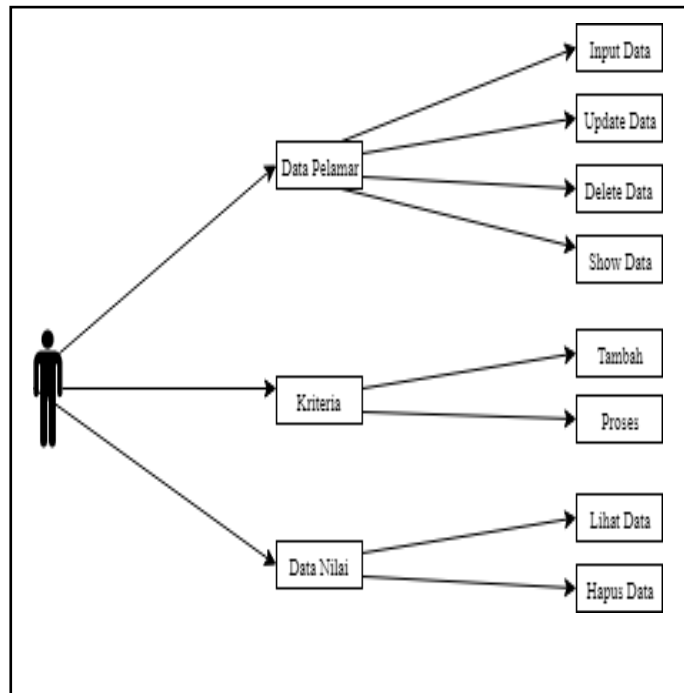 Input Data
Update Data
Data Pelamar
Delete Data
Show Data
Tambah
Kriteria
Proses
Lihat Data
Data Nilai
Hapus Data